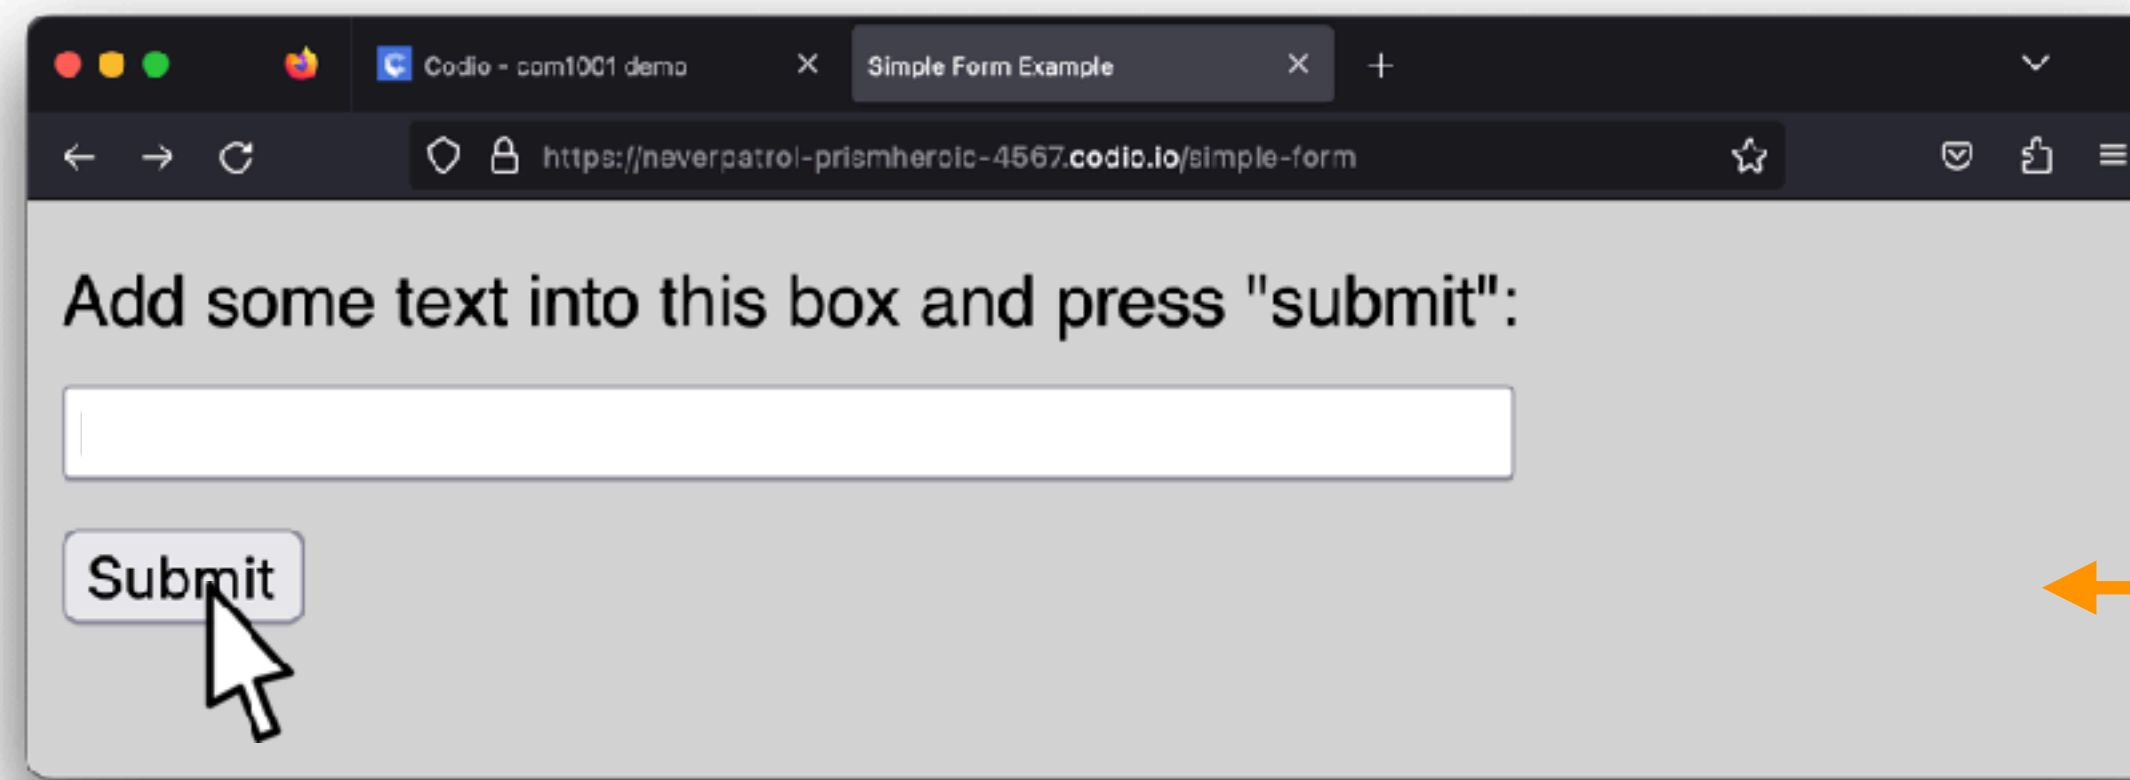 Codio - com1001 demo
Simple Form Example
https://neverpatrol-prismheroic-4567.codio.io/simple-form
Add some text into this box and press "submit":
Submit